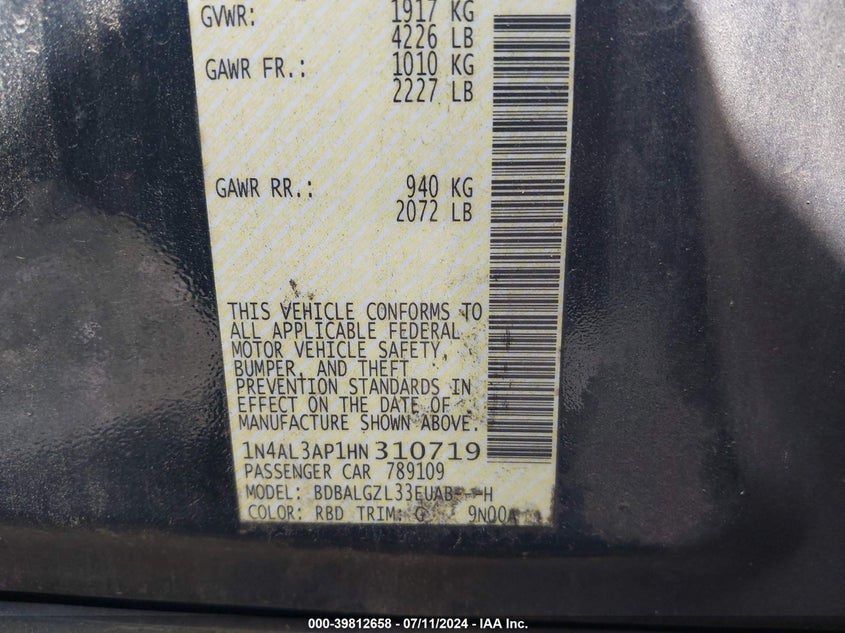 GVWR: 1917 KG
4226 LB
GAWR FR.: 1010 KG
2227 LB
GAWR RR.: 940 KG
2072 LB
THIS VEHICLE CONFORMS TO
ALL APPLICABLE FEDERAL
MOTOR VEHICLE SAFETY,
BUMPER, AND THEFT
PREVENTION STANDARDS IN
EFFECT ON THE DATE OF
MANUFACTURE SHOWN ABOVE.
1N4AL3AP1HN 310719
PASSENGER CAR 789109
MODEL: H
COLOR: RBD TRIM: G
000-39812658 - 07/11/2024 - IAA Inc.